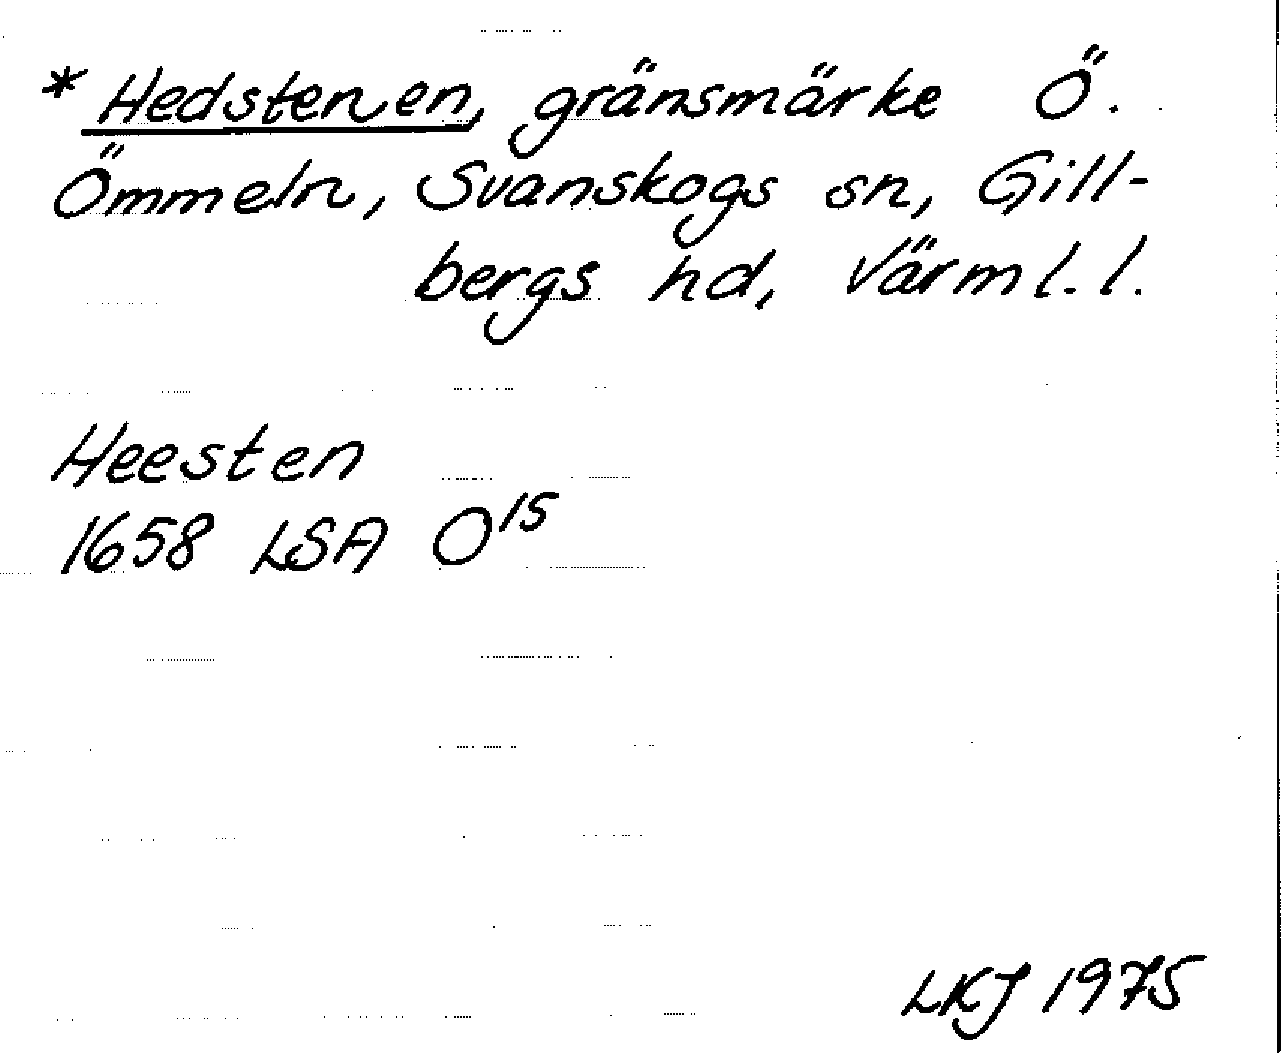 * Hedstenen, gränsmärke Ö.
Ömmeln, Svanskogs sn, Gill-
bergs hd, Värml. l.
Heesten
1658 LSA O15
LKJ 1975